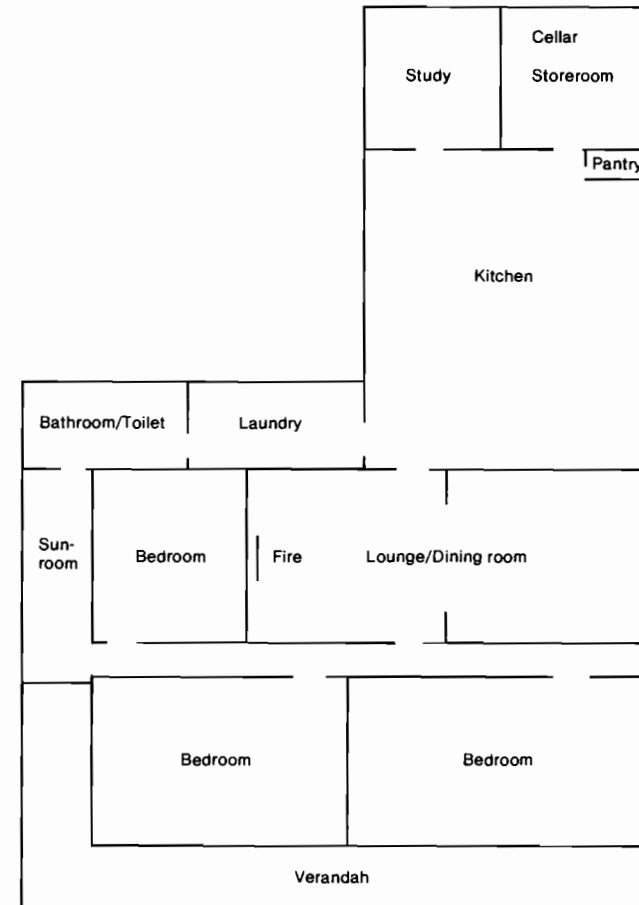 Cellar
Study
Storeroom
Pantry
Kitchen
Bathroom/Toilet
Laundry
Sun-
room
Bedroom
Fire
Lounge/Dining room
Bedroom
Bedroom
Verandah